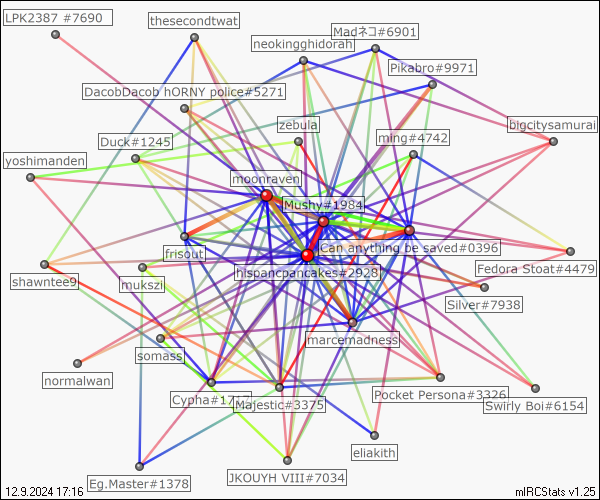 LPK2387 #7690
thesecondtwat
Madネコ#6901
neokingghidorah
Pikabro#9971
DacobDacob hORNY police#5271
zebula
bigcitysamurai
Duck#1245
ming#4742
yoshimanden
moonraven
Mushy#1984
Can anything be saved#0396
frisout
hispancpancakes#2928
Fedora Stoat#4479
shawntee9
mukszi
Silver#7938
marcemadness
somass
normalwan
Cypha#1717
Majestic#3375
Pocket Persona#3326
Swirly Boi#6154
eliakith
Eg.Master#1378
JKOUYH VIII#7034
12.9.2024 17:16
mIRCStats v1.25